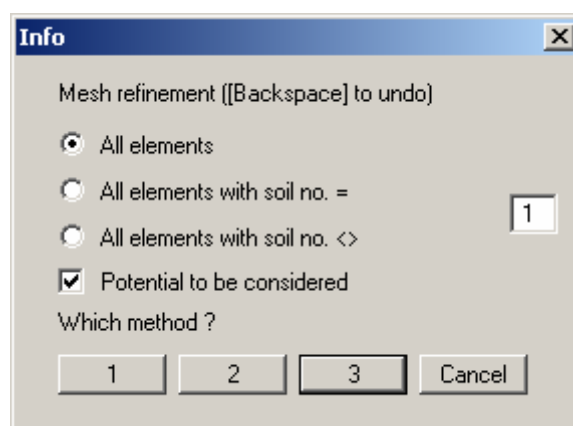 Info
Mesh refinement ([Backspace] to undo)
All elements
All elements with soil no. =
1
All elements with soil no. <>
Potential to be considered
Which method ?
1 2 3 Cancel